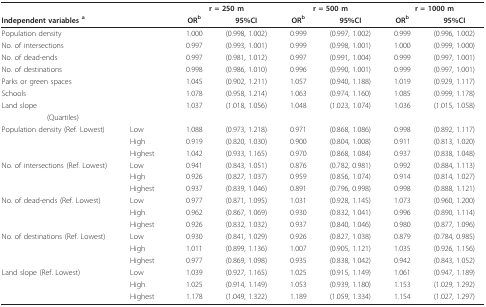 r = 250 m r = 500 m r = 1000 m
Independent variables a ORb 95%CI ORb 95%CI ORb 95%CI
Population density 1.000 (0.998, 1.002) 0.999 (0.997, 1.002) 0.999 (0.996, 1.002)
No. of intersections 0.997 (0.993, 1.001) 0.999 (0.998, 1.001) 1.000 (0.999, 1.000)
No. of dead-ends 0.997 (0.981, 1.012) 0.997 (0.991, 1.004) 0.999 (0.997, 1.001)
No. of destinations 0.998 (0.986, 1.010) 0.996 (0.990, 1.001) 0.999 (0.997, 1.001)
Parks or green spaces 1.045 (0.902, 1.211) 1.057 (0.940, 1.188) 1.019 (0.929, 1.117)
Schools 1.078 (0.958, 1.214) 1.063 (0.974, 1.160) 1.085 (0.999, 1.178)
Land slope 1.037 (1.018, 1.056) 1.048 (1.023, 1.074) 1.036 (1.015, 1.058)
(Quartiles)
Population density (Ref. Lowest) Low 1.088 (0.973, 1.218) 0.971 (0.868, 1.086) 0.998 (0.892, 1.117)
High 0.919 (0.820, 1.030) 0.900 (0.804, 1.008) 0.911 (0.813, 1.020)
Highest 1.042 (0.933, 1.165) 0.970 (0.868, 1.084) 0.937 (0.838, 1.048)
No. of intersections (Ref. Lowest) Low 0.941 (0.843, 1.051) 0.876 (0.782, 0.981) 0.992 (0.884, 1.113)
High 0.926 (0.827, 1.037) 0.959 (0.856, 1.074) 0.914 (0.814, 1.027)
Highest 0.937 (0.839, 1.046) 0.891 (0.796, 0.998) 0.998 (0.888, 1.121)
No. of dead-ends (Ref. Lowest) Low 0.977 (0.871, 1.095) 1.031 (0.928, 1.145) 1.073 (0.960, 1.200)
High 0.962 (0.867, 1.069) 0.930 (0.832, 1.041) 0.996 (0.890, 1.114)
Highest 0.926 (0.832, 1.032) 0.937 (0.840, 1.046) 0.980 (0.877, 1.096)
No. of destinations (Ref. Lowest) Low 0.930 (0.841, 1.029) 0.926 (0.827, 1.038) 0.879 (0.784, 0.985)
High 1.011 (0.899, 1.136) 1.007 (0.905, 1.121) 1.035 (0.926, 1.156)
Highest 0.977 (0.869, 1.098) 0.935 (0.838, 1.042) 0.942 (0.843, 1.052)
Land slope (Ref. Lowest) Low 1.039 (0.927, 1.165) 1.025 (0.915, 1.149) 1.061 (0.947, 1.189)
High 1.025 (0.914, 1.149) 1.053 (0.939, 1.180) 1.153 (1.029, 1.292)
Highest 1.178 (1.049, 1.322) 1.189 (1.059, 1.334) 1.154 (1.027, 1.297)